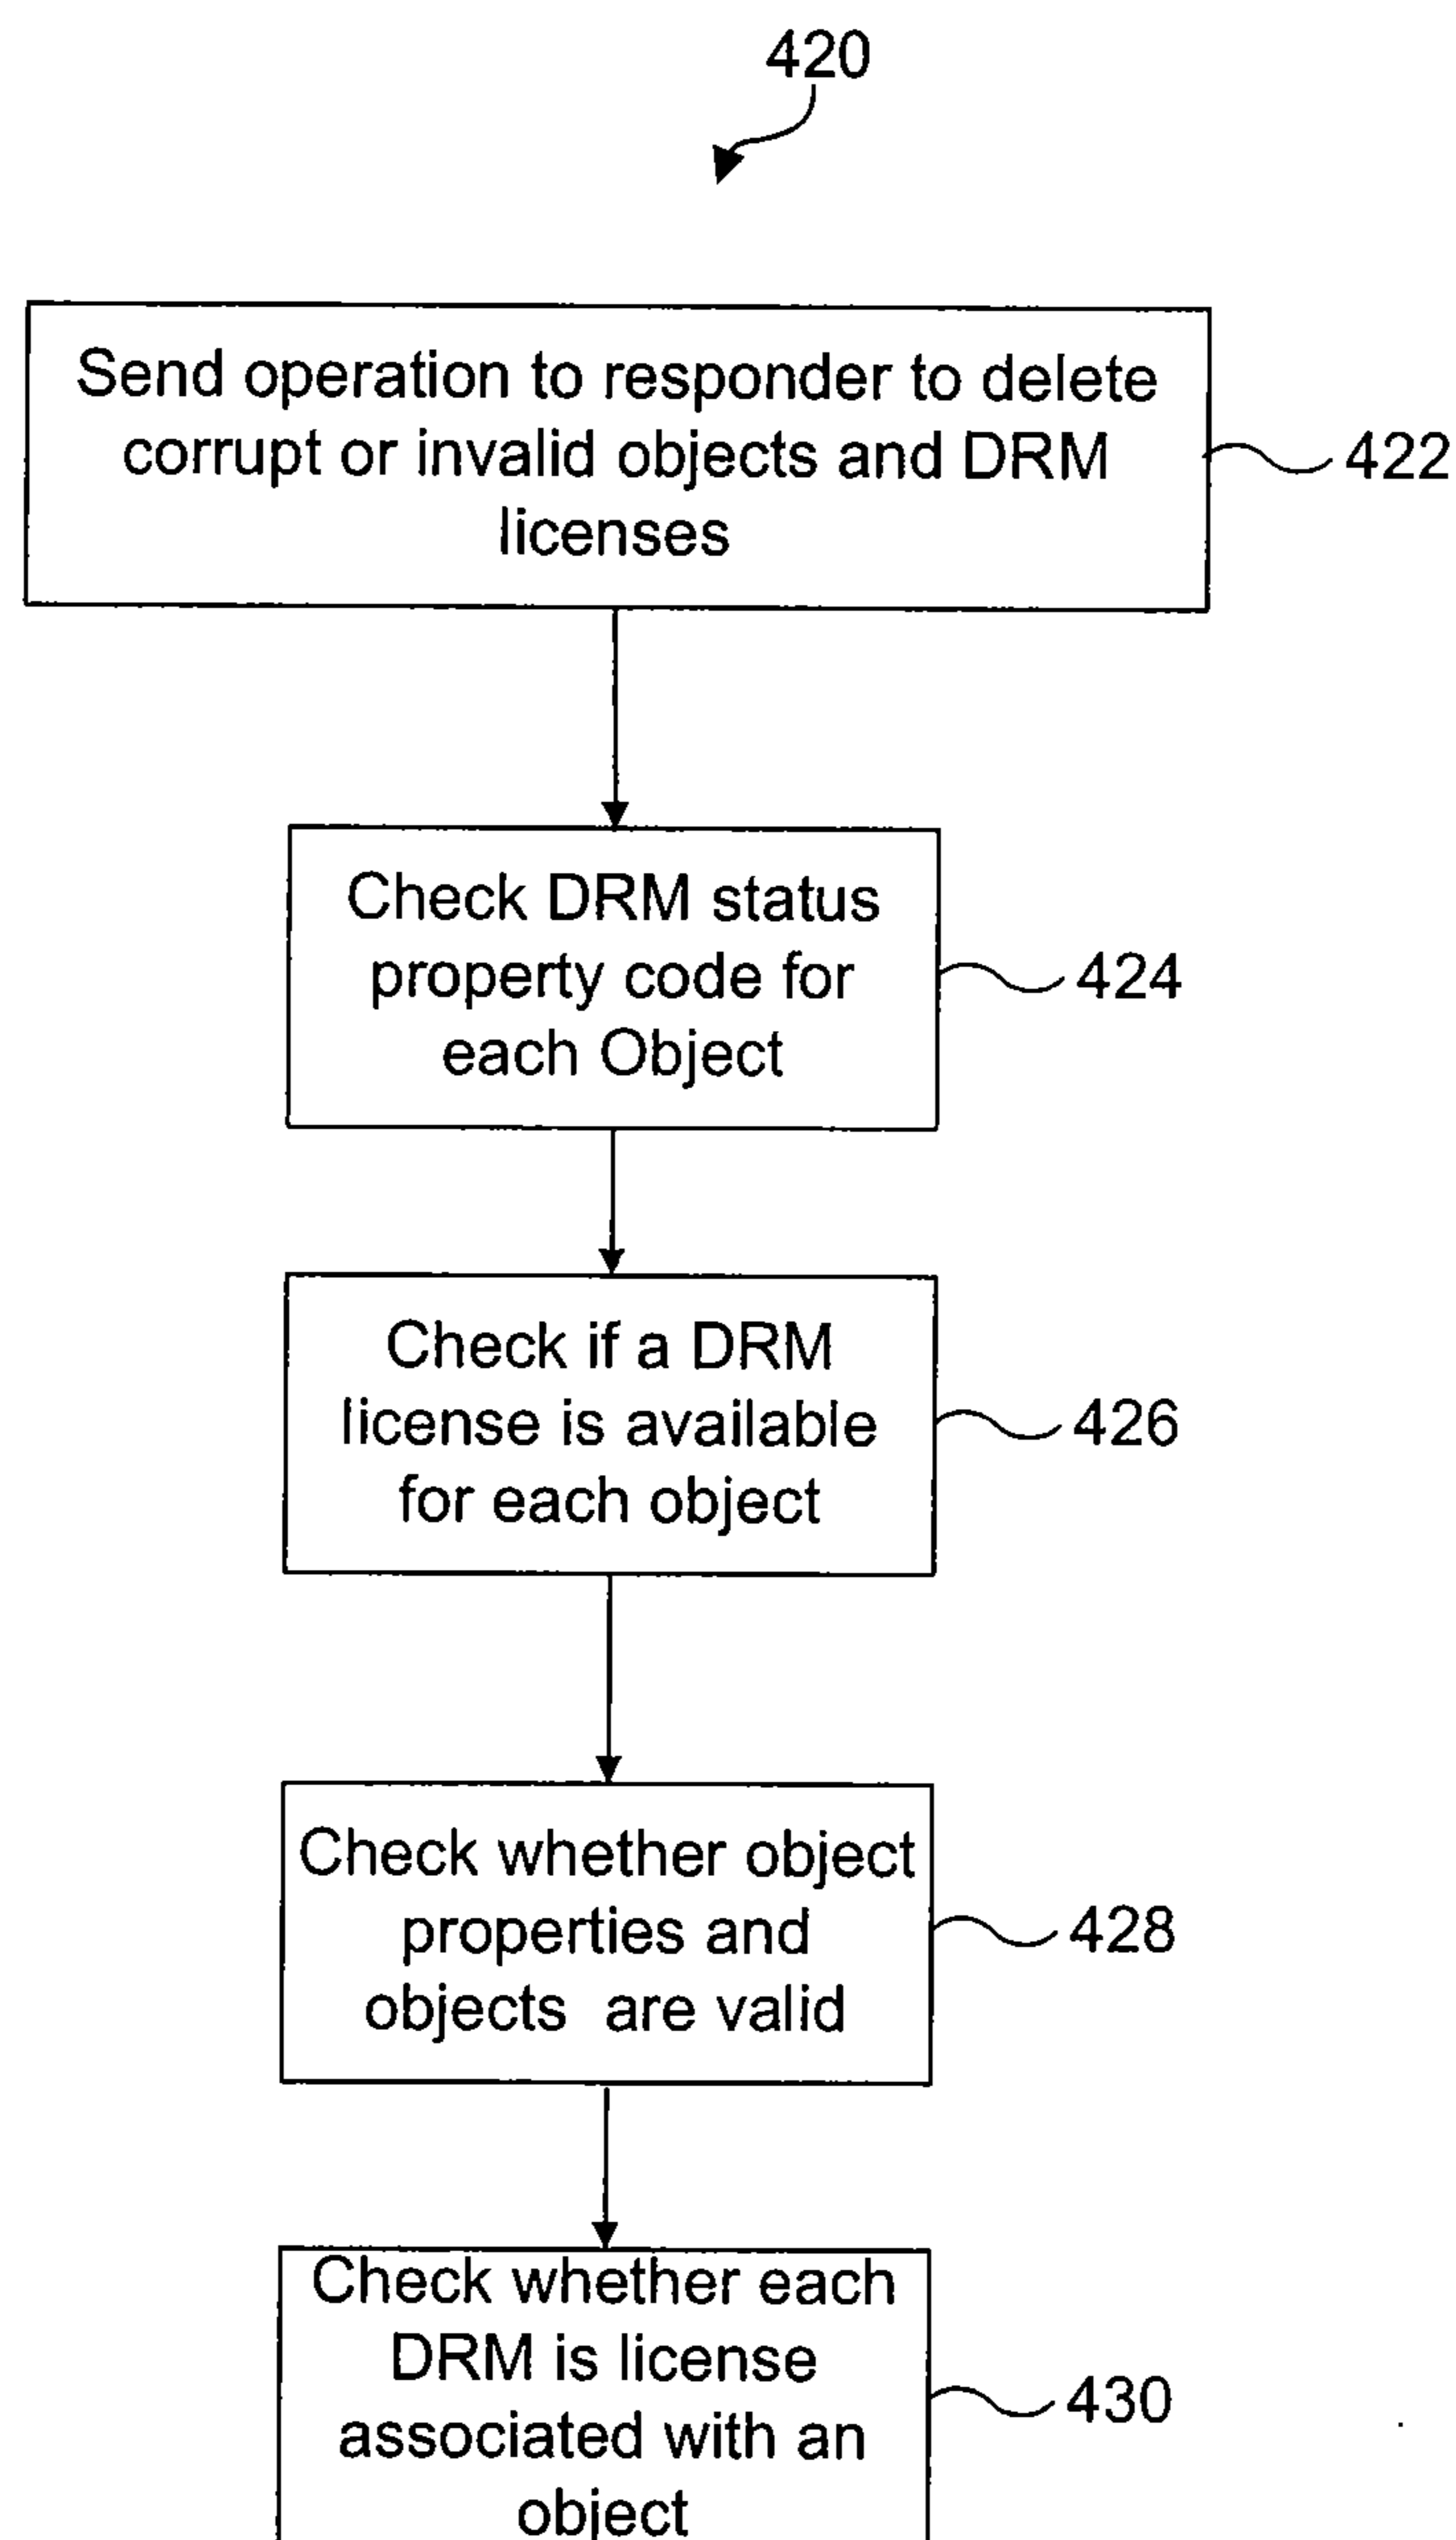 420
Send operation to responder to delete
corrupt or invalid objects and DRM
licenses
422
Check DRM status
property code for
each Object
424
Check if a DRM
license is available
for each object
426
Check whether object
properties and
objects are valid
428
Check whether each
DRM is license
associated with an
object
430